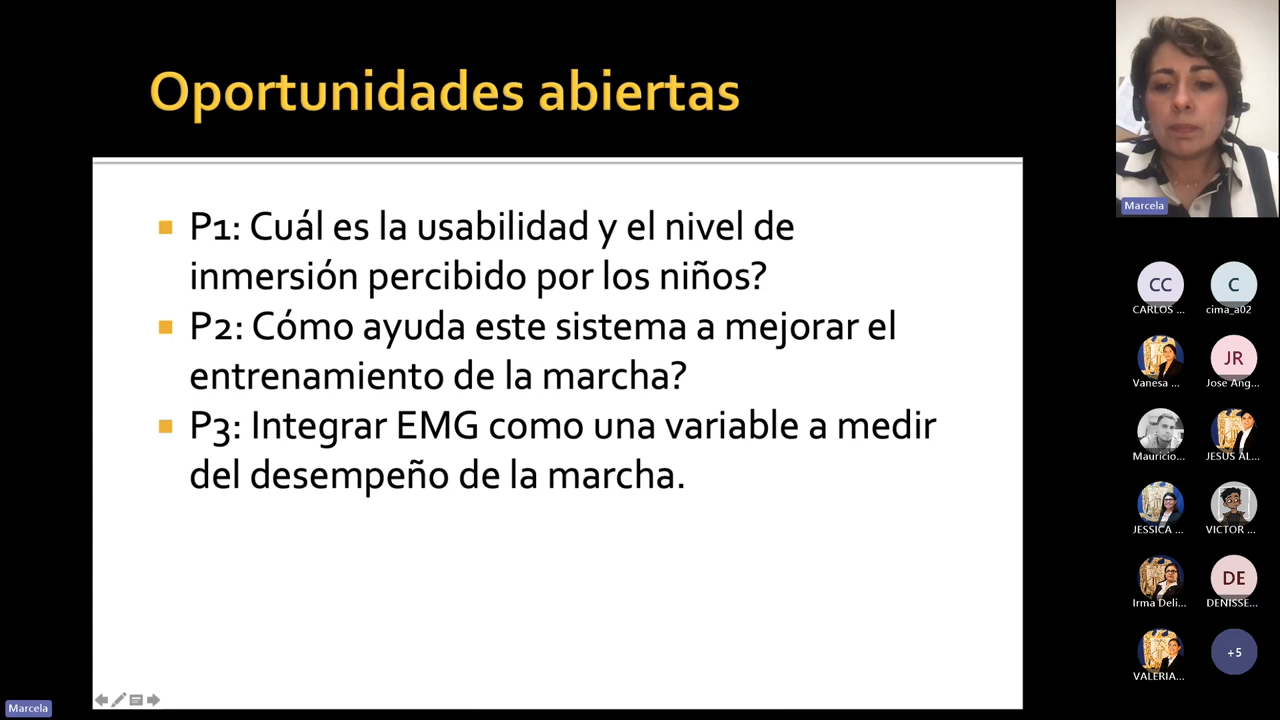 Oportunidades abiertas
P1: Cuál es la usabilidad y el nivel de
inmersión percibido por los niños?
P2: Cómo ayuda este sistema a mejorar el
entrenamiento de la marcha?
P3: Integrar EMG como una variable a medir
del desempeño de la marcha.
Marcela
CC
CARLOS ...
C
cima_a02
Vanesa ...
JR
Jose Ang...
Mauricio...
JESUS AL...
JESSICA ...
VICTOR ...
Irma Deli...
DE
DENISSE...
VALERIA...
+5
Marcela